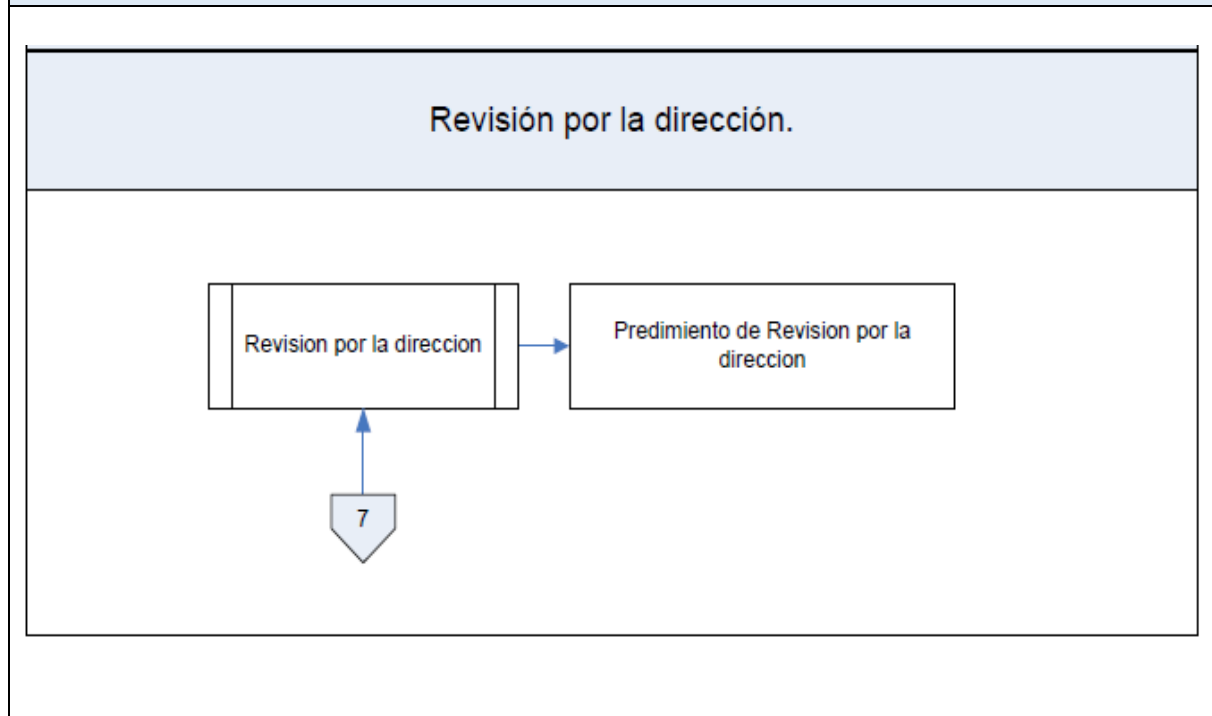 Revisión por la dirección.
Revision por la direccion
Predimiento de Revision por la
direccion
7